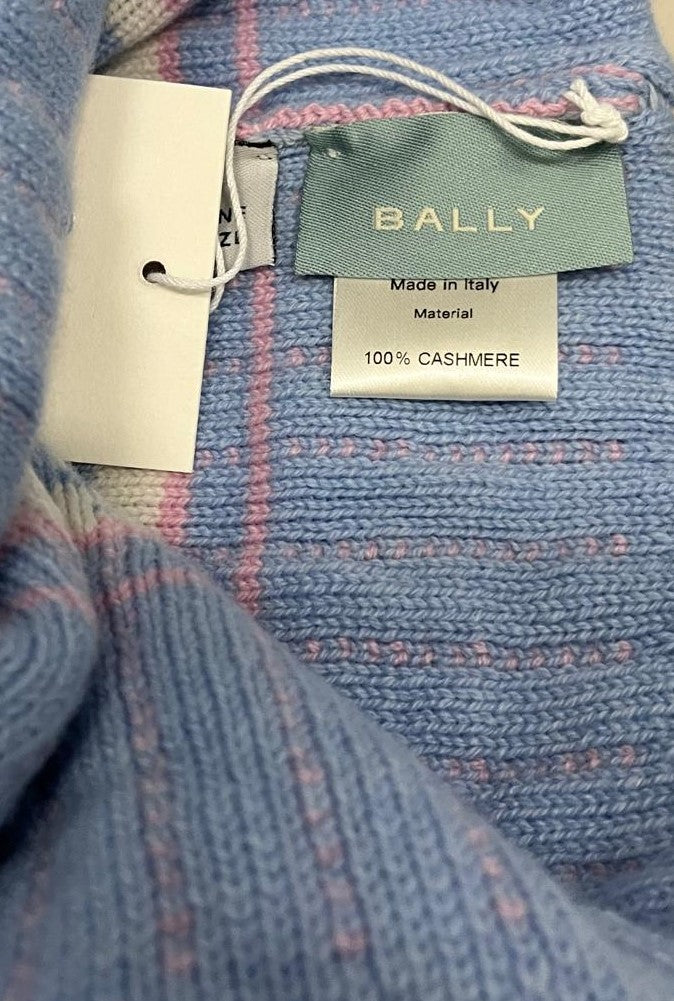 BALLY
Made in Italy
Material
100% CASHMERE